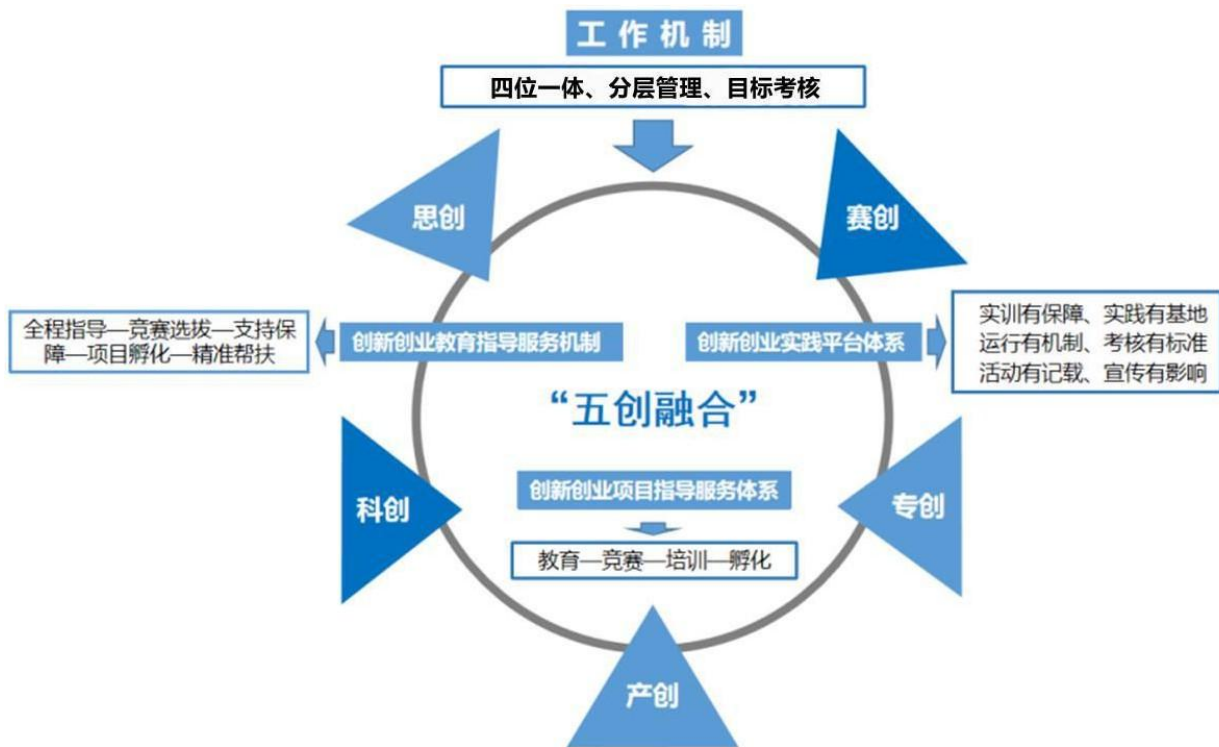 工作机制
四位一体、分层管理、目标考核
思创
赛创
全程指导—竞赛选拔—支持保
障—项目孵化—精准帮扶
创新创业教育指导服务机制
创新创业实践平台体系
实训有保障、实践有基地
运行有机制、考核有标准
活动有记载、宣传有影响
“五创融合”
科创
创新创业项目指导服务体系
专创
教育—竞赛—培训—孵化
产创